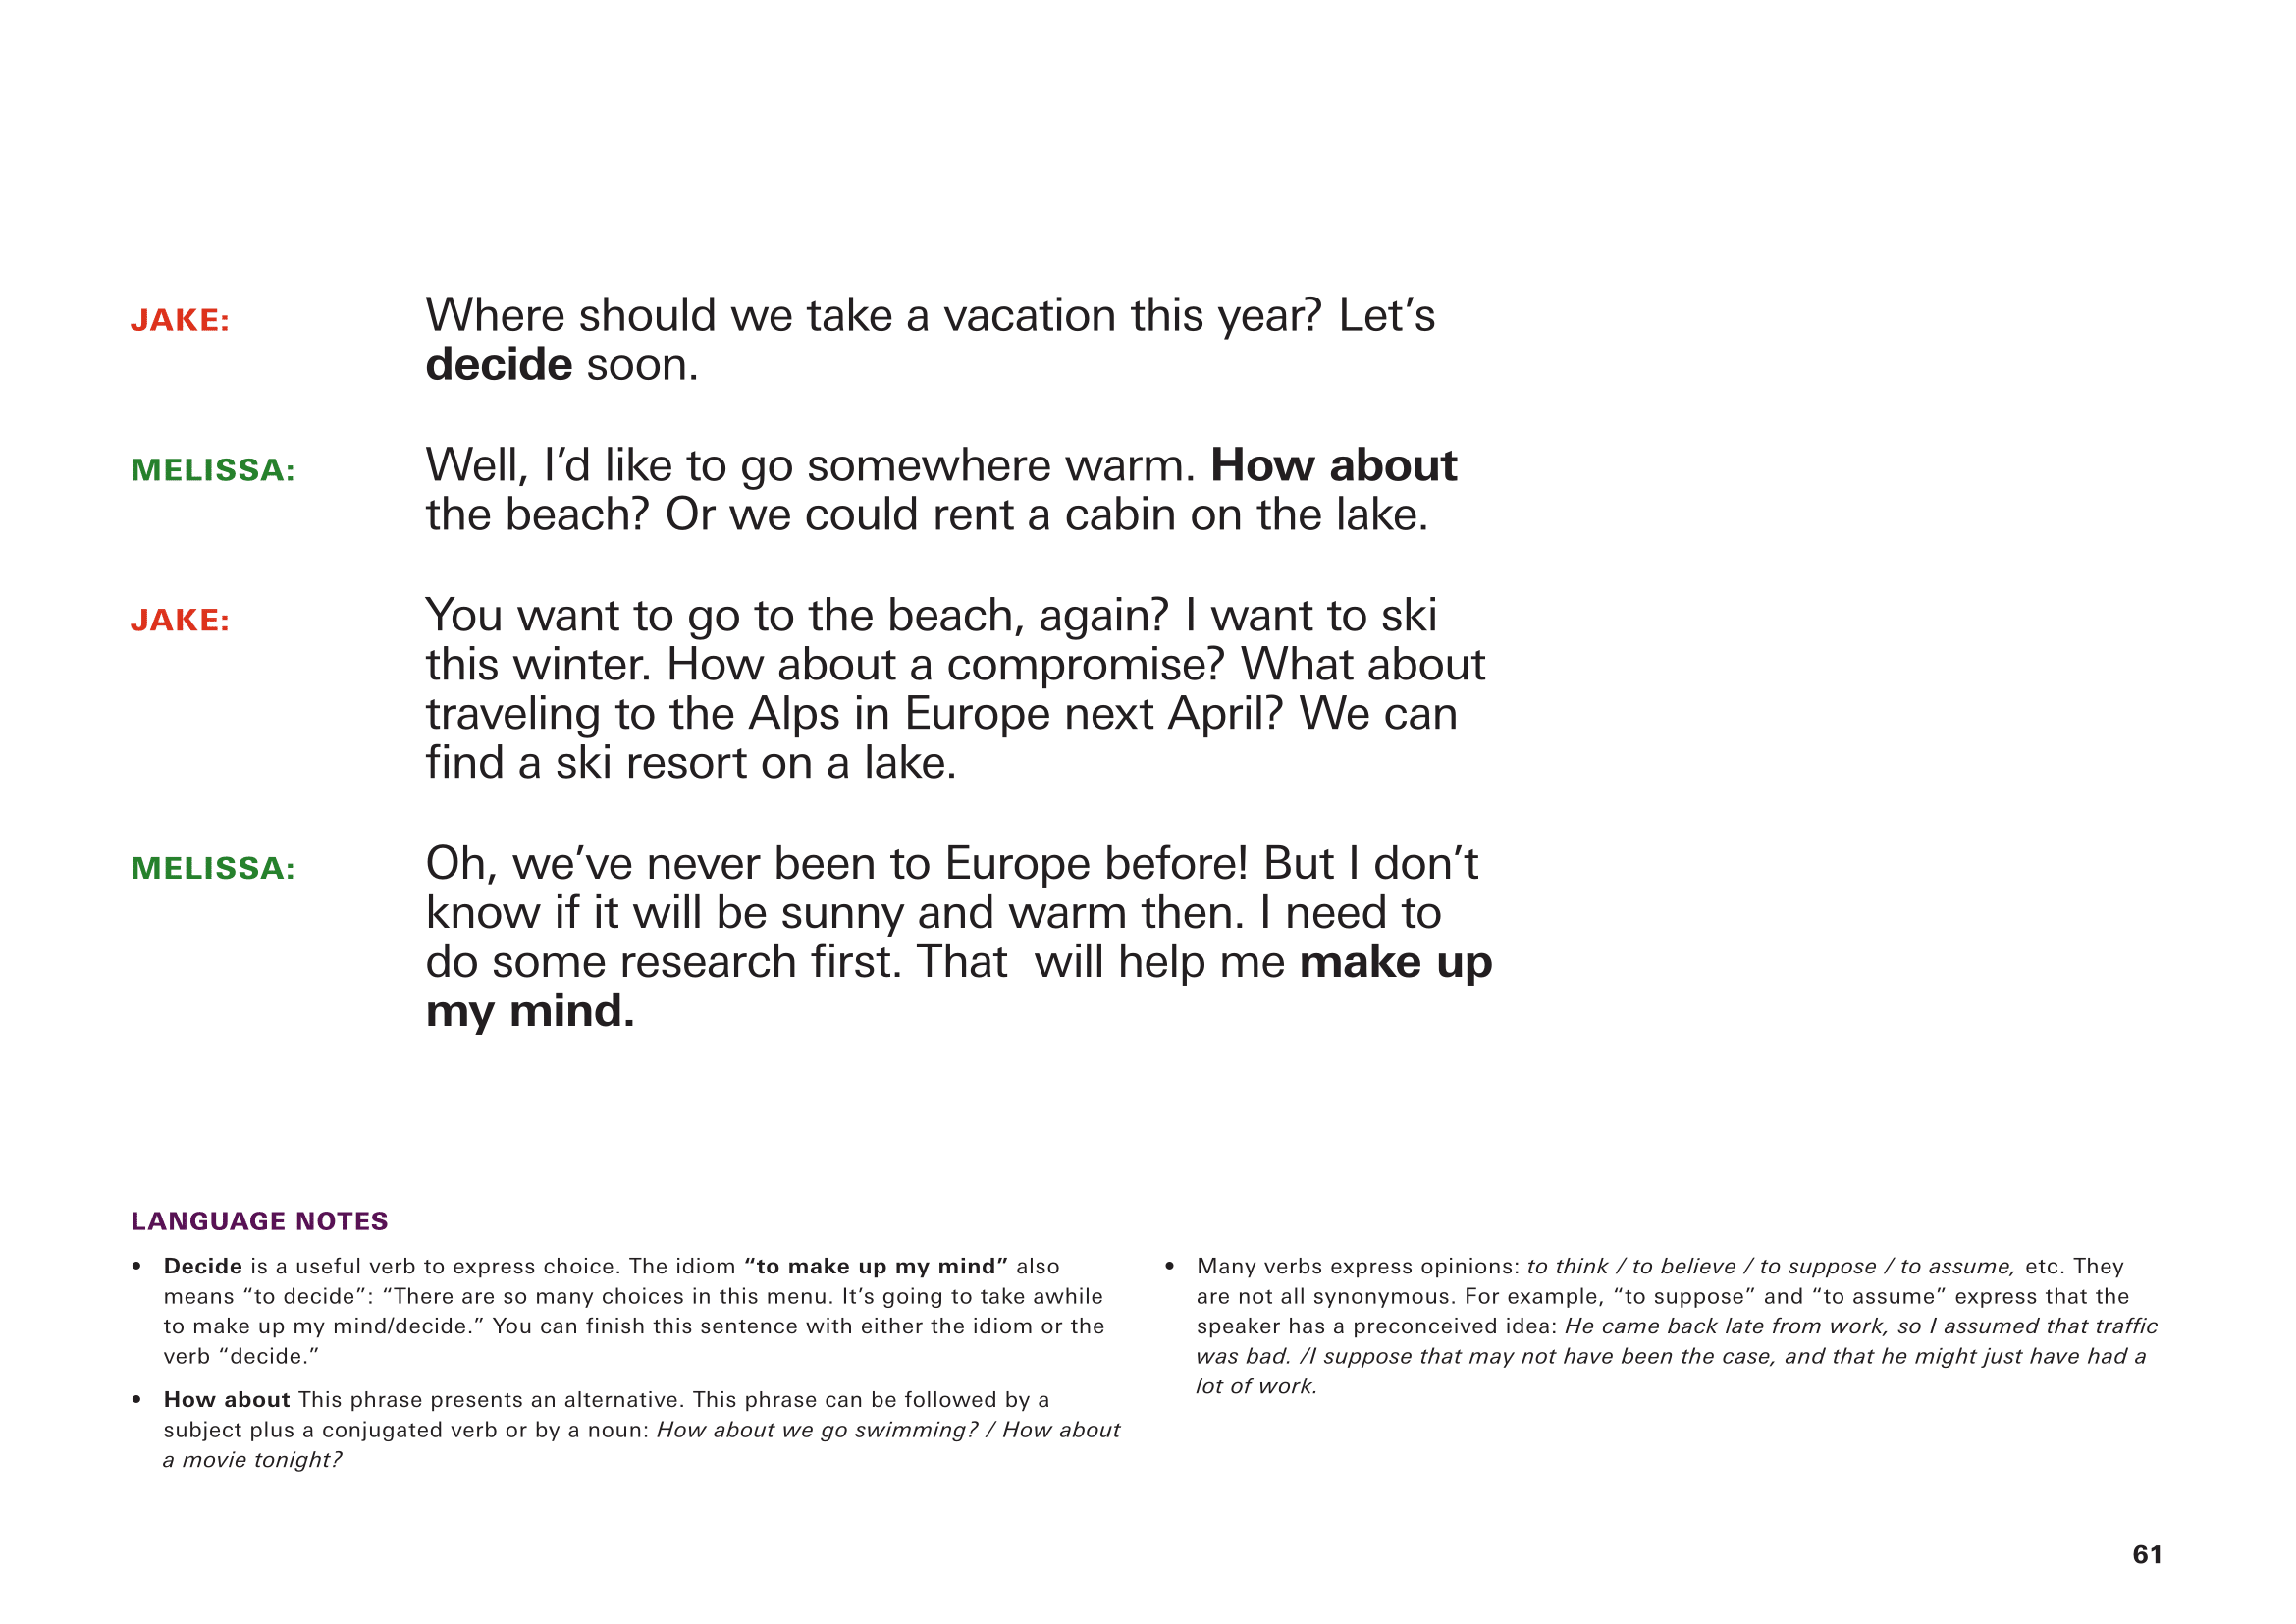 JAKE: Where should we take a vacation this year? Let’s
decide soon.
MELISSA: Well, I’d like to go somewhere warm. How about
the beach? Or we could rent a cabin on the lake.
JAKE: You want to go to the beach, again? I want to ski
this winter. How about a compromise? What about
traveling to the Alps in Europe next April? We can
find a ski resort on a lake.
MELISSA: Oh, we’ve never been to Europe before! But I don’t
know if it will be sunny and warm then. I need to
do some research first. That  will help me make up
my mind.
LANGUAGE NOTES
• Decide is a useful verb to express choice. The idiom “to make up my mind” also
means “to decide”: “There are so many choices in this menu. It’s going to take awhile
to make up my mind/decide.” You can finish this sentence with either the idiom or the
verb “decide.”
• How about This phrase presents an alternative. This phrase can be followed by a
subject plus a conjugated verb or by a noun: How about we go swimming? / How about
a movie tonight?
• Many verbs express opinions: to think / to believe / to suppose / to assume, etc. They
are not all synonymous. For example, “to suppose” and “to assume” express that the
speaker has a preconceived idea: He came back late from work, so I assumed that traffic
was bad. /I suppose that may not have been the case, and that he might just have had a
lot of work.
61